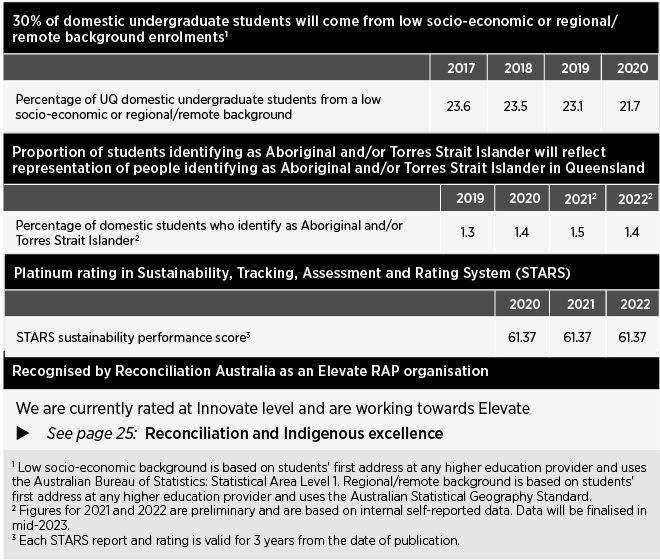 30% of domestic undergraduate students will come from low socio-economic or regional/
remote background enrolments¹
2017 2018 2019 2020
Percentage of UQ domestic undergraduate students from a low
socio-economic or regional/remote background
23.6 23.5 23.1 21.7
Proportion of students identifying as Aboriginal and/or Torres Strait Islander will reflect
representation of people identifying as Aboriginal and/or Torres Strait Islander in Queensland
2019 2020 2021² 2022²
Percentage of domestic students who identify as Aboriginal and/or
Torres Strait Islander²
1.3 1.4 1.5 1.4
Platinum rating in Sustainability, Tracking, Assessment and Rating System (STARS)
2020 2021 2022
STARS sustainability performance score³ 61.37 61.37 61.37
Recognised by Reconciliation Australia as an Elevate RAP organisation
We are currently rated at Innovate level and are working towards Elevate
► See page 25: Reconciliation and Indigenous excellence
¹ Low socio-economic background is based on students' first address at any higher education provider and uses
the Australian Bureau of Statistics: Statistical Area Level 1. Regional/remote background is based on students'
first address at any higher education provider and uses the Australian Statistical Geography Standard.
² Figures for 2021 and 2022 are preliminary and are based on internal self-reported data. Data will be finalised in
mid-2023.
³ Each STARS report and rating is valid for 3 years from the date of publication.